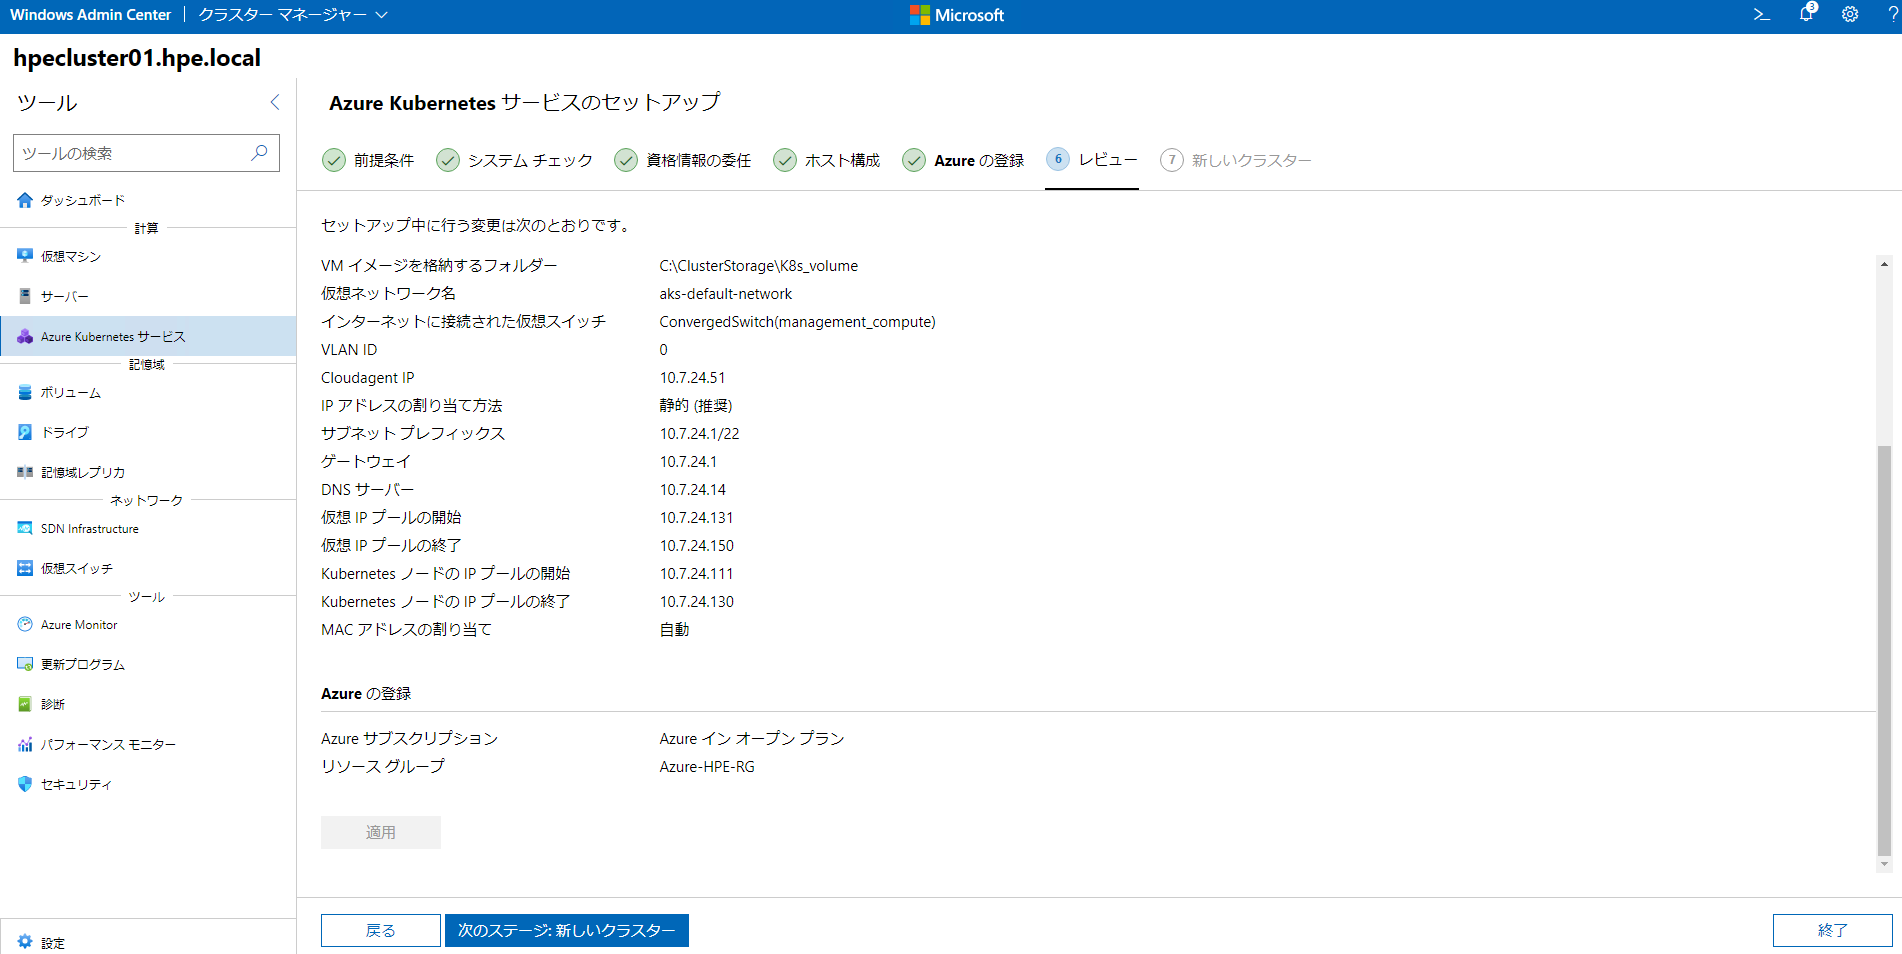 Windows Admin Center クラスター マネージャー Microsoft 3
hpecluster01.hpe.local
ツール
ツールの検索
ダッシュボード
計算
仮想マシン
サーバー
Azure Kubernetes サービス
記憶域
ボリューム
ドライブ
記憶域レプリカ
ネットワーク
SDN Infrastructure
仮想スイッチ
ツール
Azure Monitor
更新プログラム
診断
パフォーマンス モニター
セキュリティ
設定
Azure Kubernetes サービスのセットアップ
前提条件 システム チェック 資格情報の委任 ホスト構成 Azure の登録 6 レビュー 7 新しいクラスター
セットアップ中に行う変更は次のとおりです。
VM イメージを格納するフォルダー C:\ClusterStorage\K8s_volume
仮想ネットワーク名 aks-default-network
インターネットに接続された仮想スイッチ ConvergedSwitch(management_compute)
VLAN ID 0
Cloudagent IP 10.7.24.51
IP アドレスの割り当て方法 静的 (推奨)
サブネット プレフィックス 10.7.24.1/22
ゲートウェイ 10.7.24.1
DNS サーバー 10.7.24.14
仮想 IP プールの開始 10.7.24.131
仮想 IP プールの終了 10.7.24.150
Kubernetes ノードの IP プールの開始 10.7.24.111
Kubernetes ノードの IP プールの終了 10.7.24.130
MAC アドレスの割り当て 自動
Azure の登録
Azure サブスクリプション Azure イン オープン プラン
リソース グループ Azure-HPE-RG
適用
戻る 次のステージ: 新しいクラスター 終了